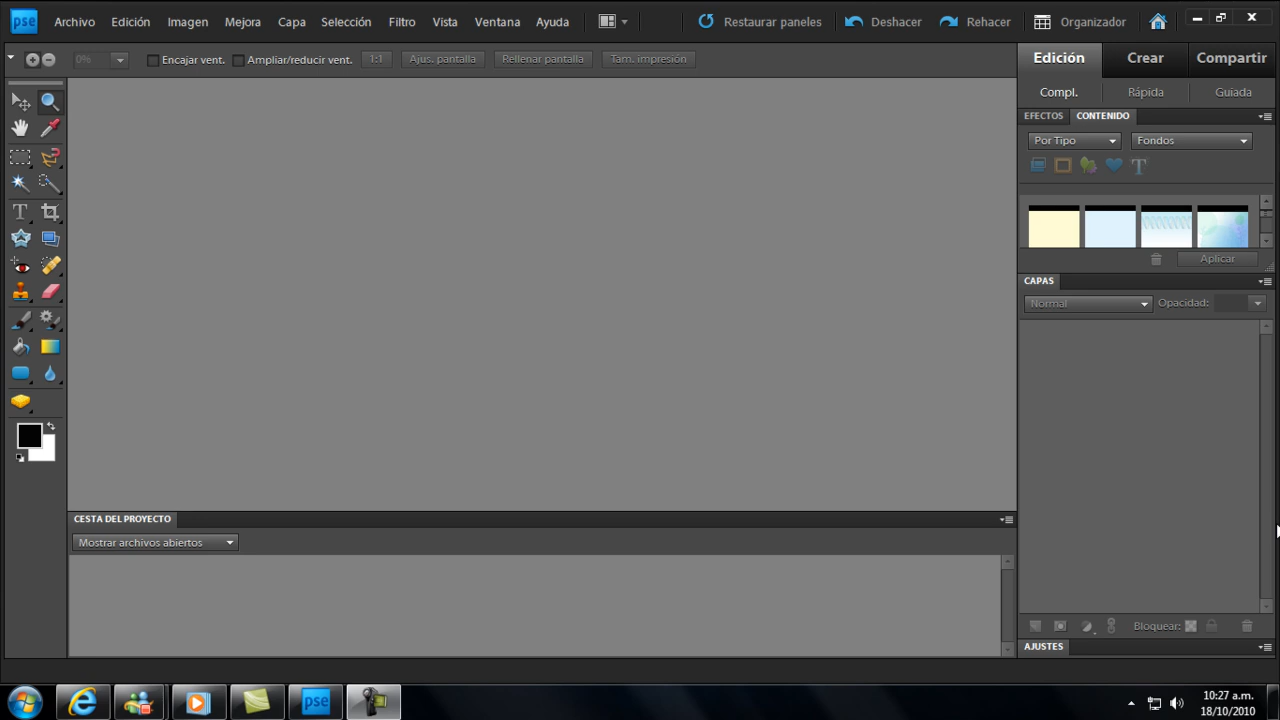 pse Archivo Edición Imagen Mejora Capa Selección Filtro Vista Ventana Ayuda Restaurar paneles Deshacer Rehacer Organizador
0% Encajar vent. Ampliar/reducir vent. 1:1 Ajus. pantalla Rellenar pantalla Tam. impresión
Edición Crear Compartir
Compl. Rápida Guiada
EFECTOS CONTENIDO
Por Tipo Fondos
T
T
Aplicar
CAPAS
Normal Opacidad:
CESTA DEL PROYECTO
Mostrar archivos abiertos
Bloquear:
AJUSTES
pse
10:27 a.m.
18/10/2010